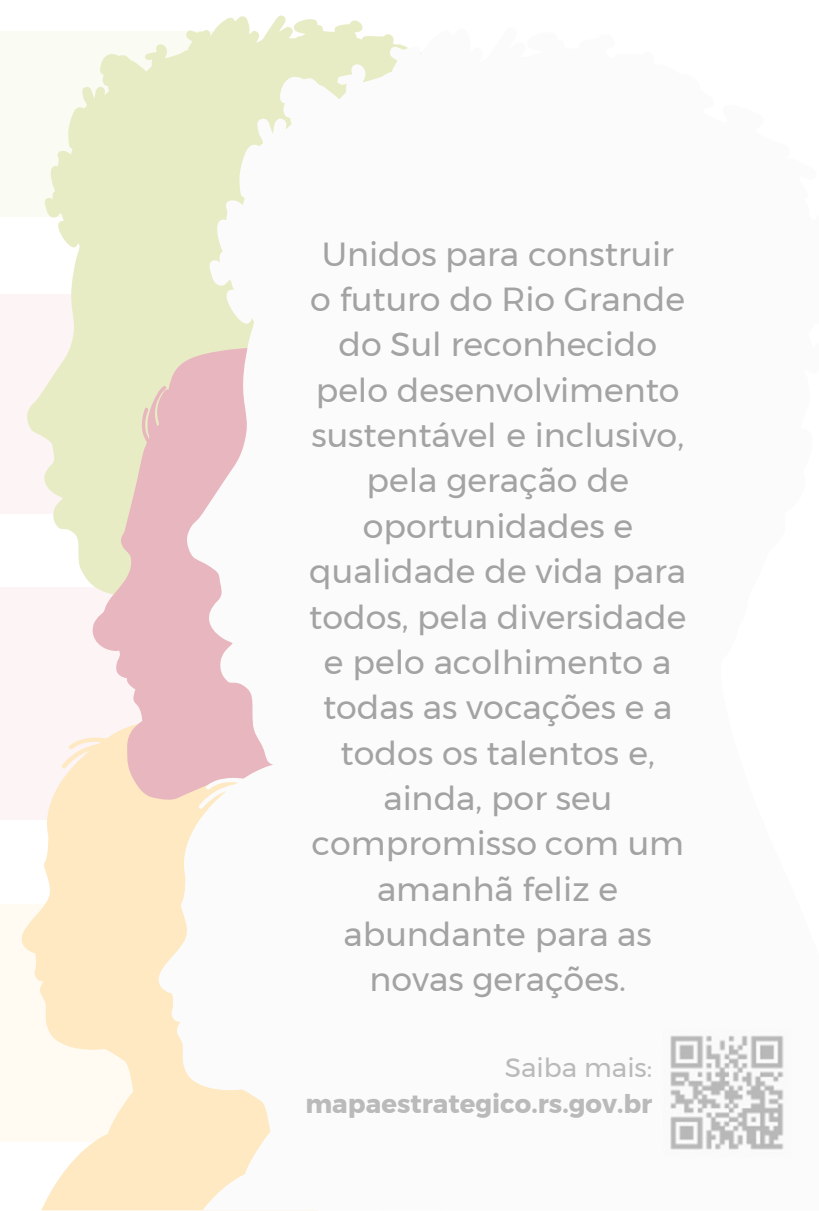 Unidos para construir
o futuro do Rio Grande
do Sul reconhecido
pelo desenvolvimento
sustentável e inclusivo,
pela geração de
oportunidades e
qualidade de vida para
todos, pela diversidade
e pelo acolhimento a
todas as vocações e a
todos os talentos e,
ainda, por seu
compromisso com um
amanhã feliz e
abundante para as
novas gerações.
Saiba mais:
mapaestrategico.rs.gov.br